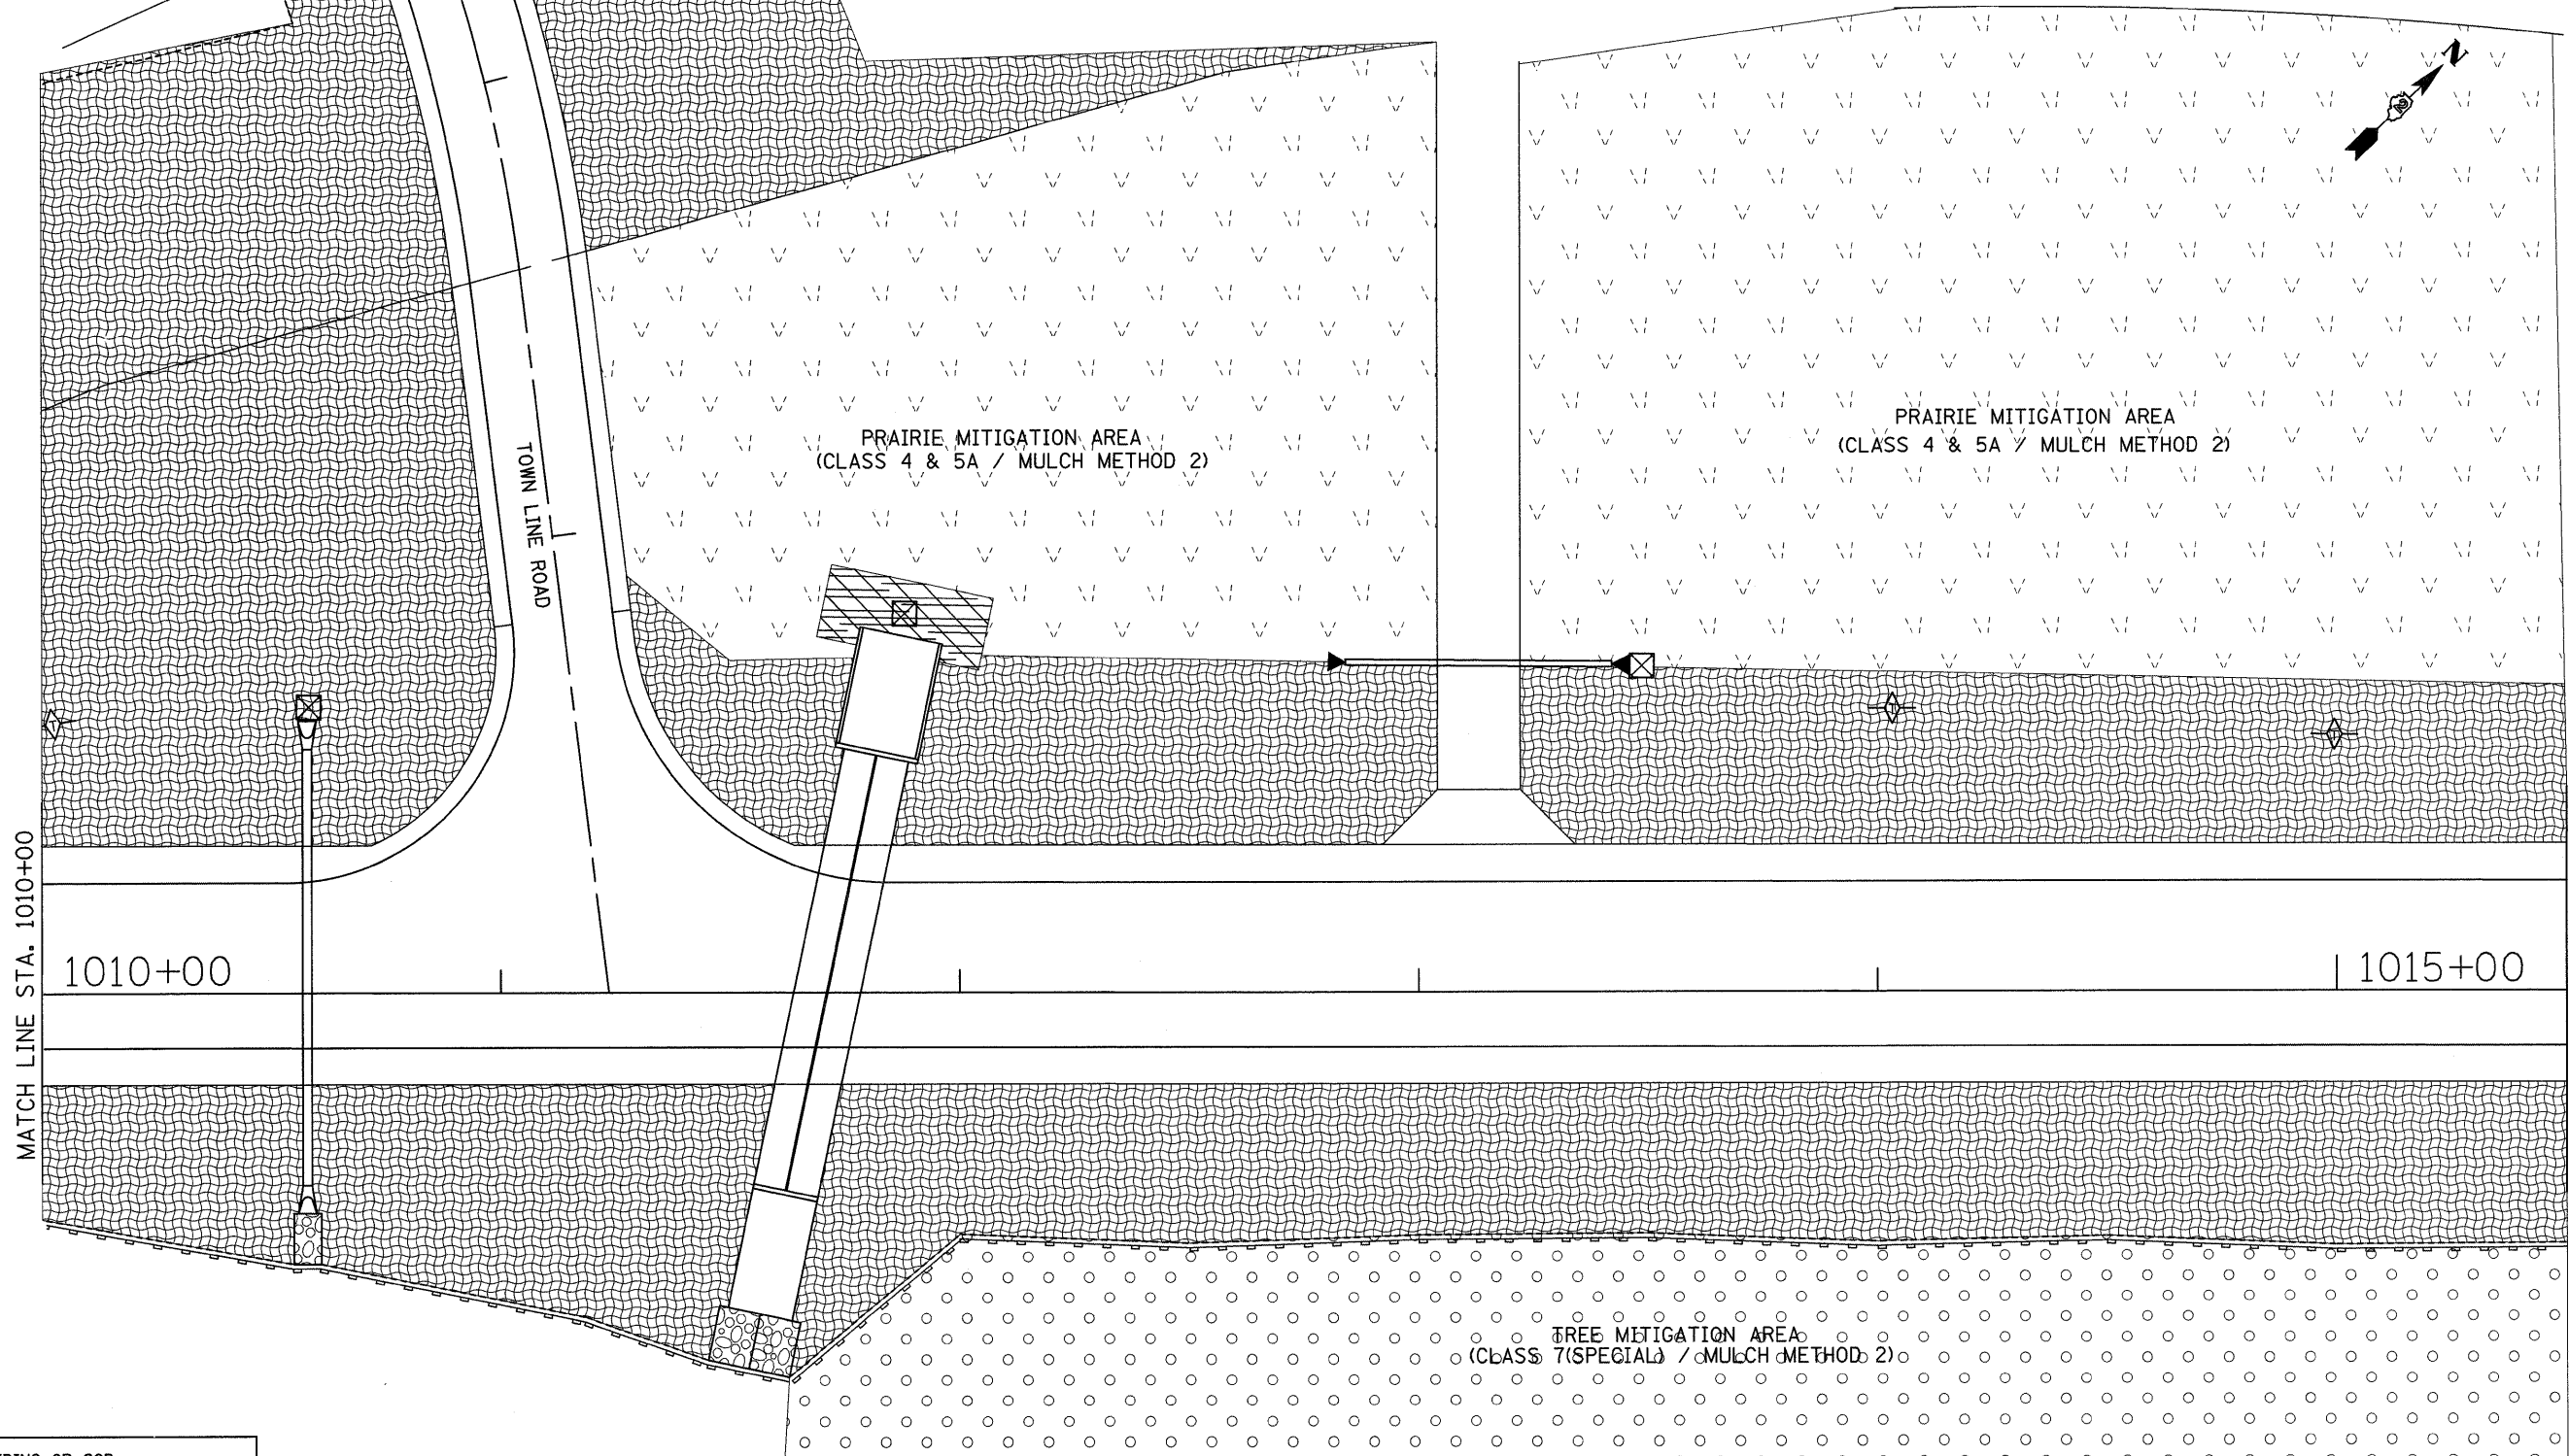 N
PRAIRIE MITIGATION AREA
(CLASS 4 & 5A / MULCH METHOD 2)
PRAIRIE MITIGATION AREA
(CLASS 4 & 5A / MULCH METHOD 2)
TOWN LINE ROAD
MATCH LINE STA. 1010+00
1010+00
1015+00
TREE MITIGATION AREA
(CLASS 7(SPECIAL) / MULCH METHOD 2)